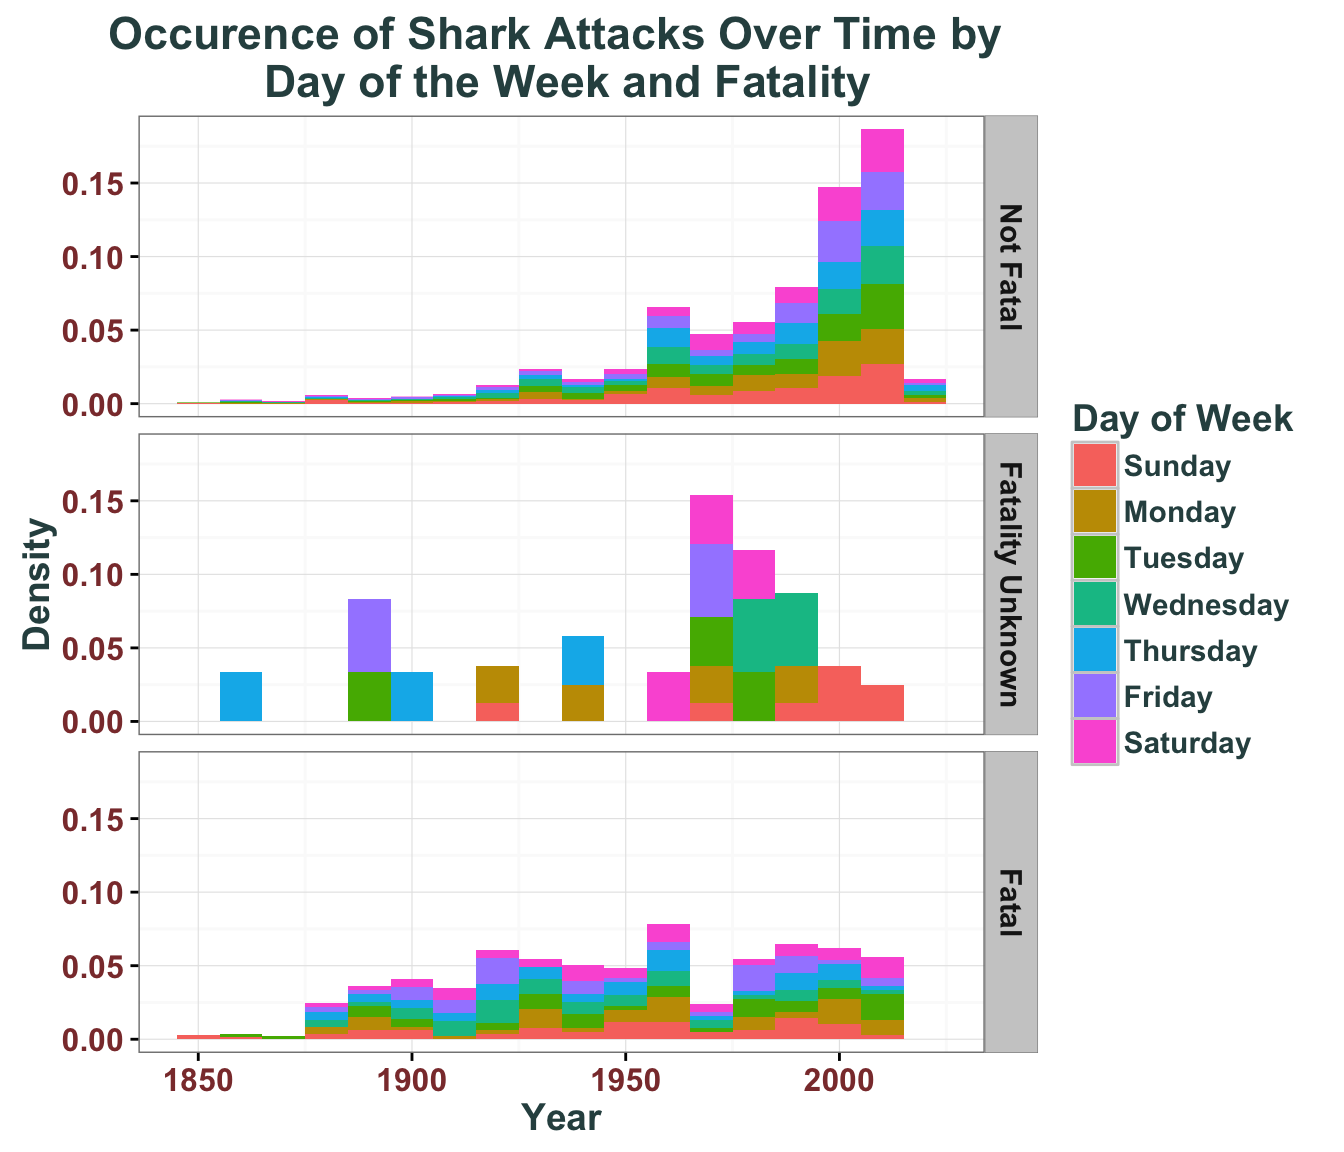 Occurence of Shark Attacks Over Time by
Day of the Week and Fatality
0.15
0.10
0.05
0.00
Not Fatal
0.15
0.10
0.05
0.00
Fatality Unknown
0.15
0.10
0.05
0.00
Fatal
Density
1850
1900
1950
2000
Year
Day of Week
Sunday
Monday
Tuesday
Wednesday
Thursday
Friday
Saturday